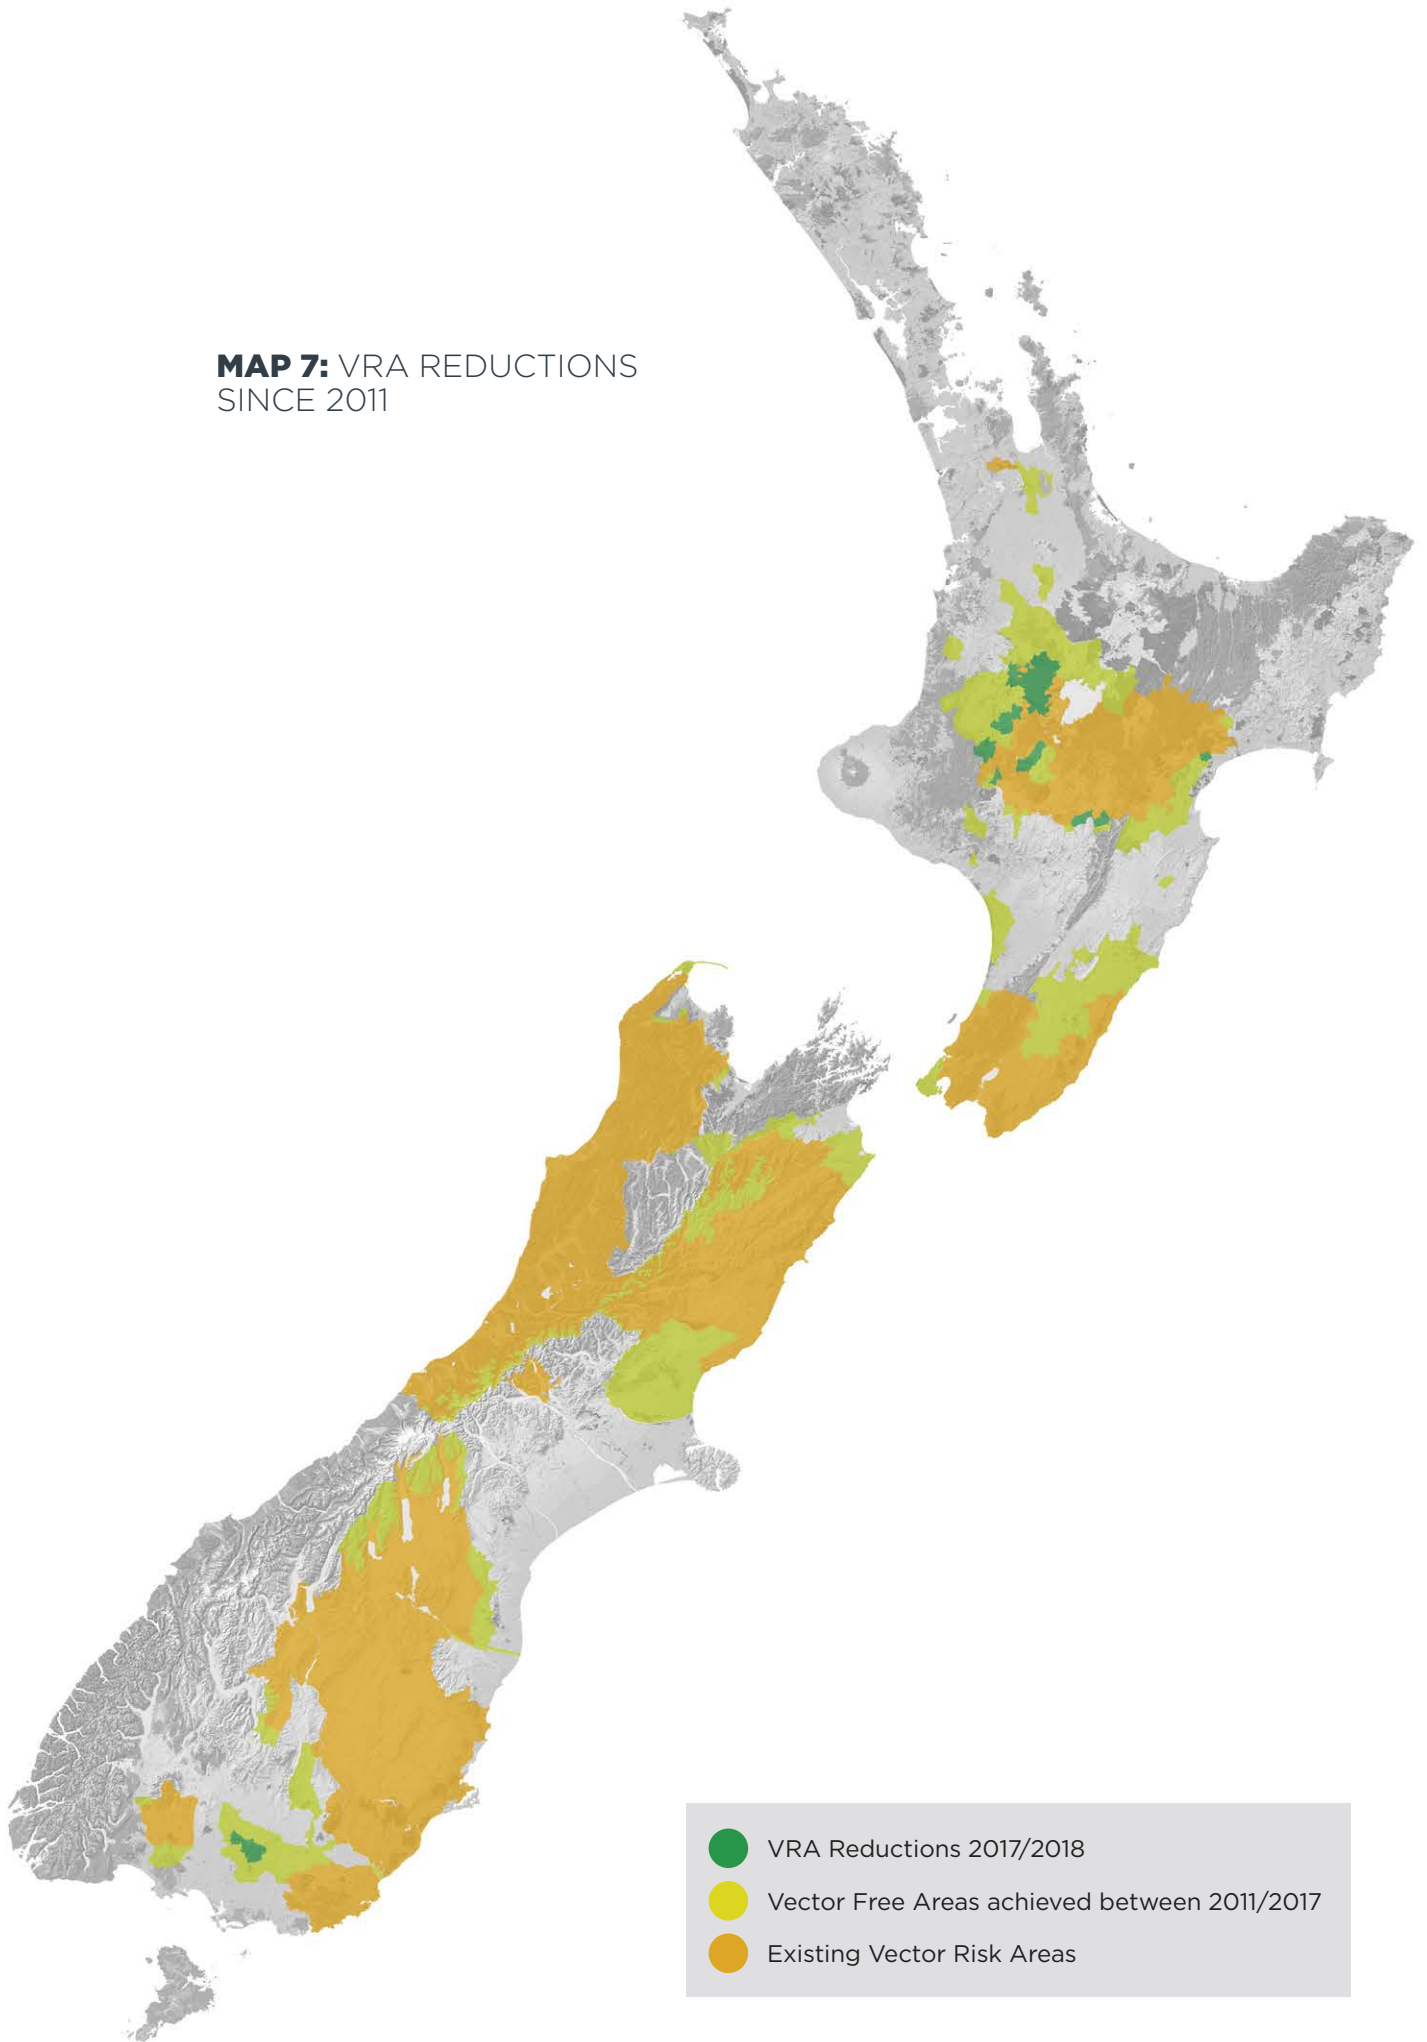 MAP 7: VRA REDUCTIONS
SINCE 2011
VRA Reductions 2017/2018
Vector Free Areas achieved between 2011/2017
Existing Vector Risk Areas